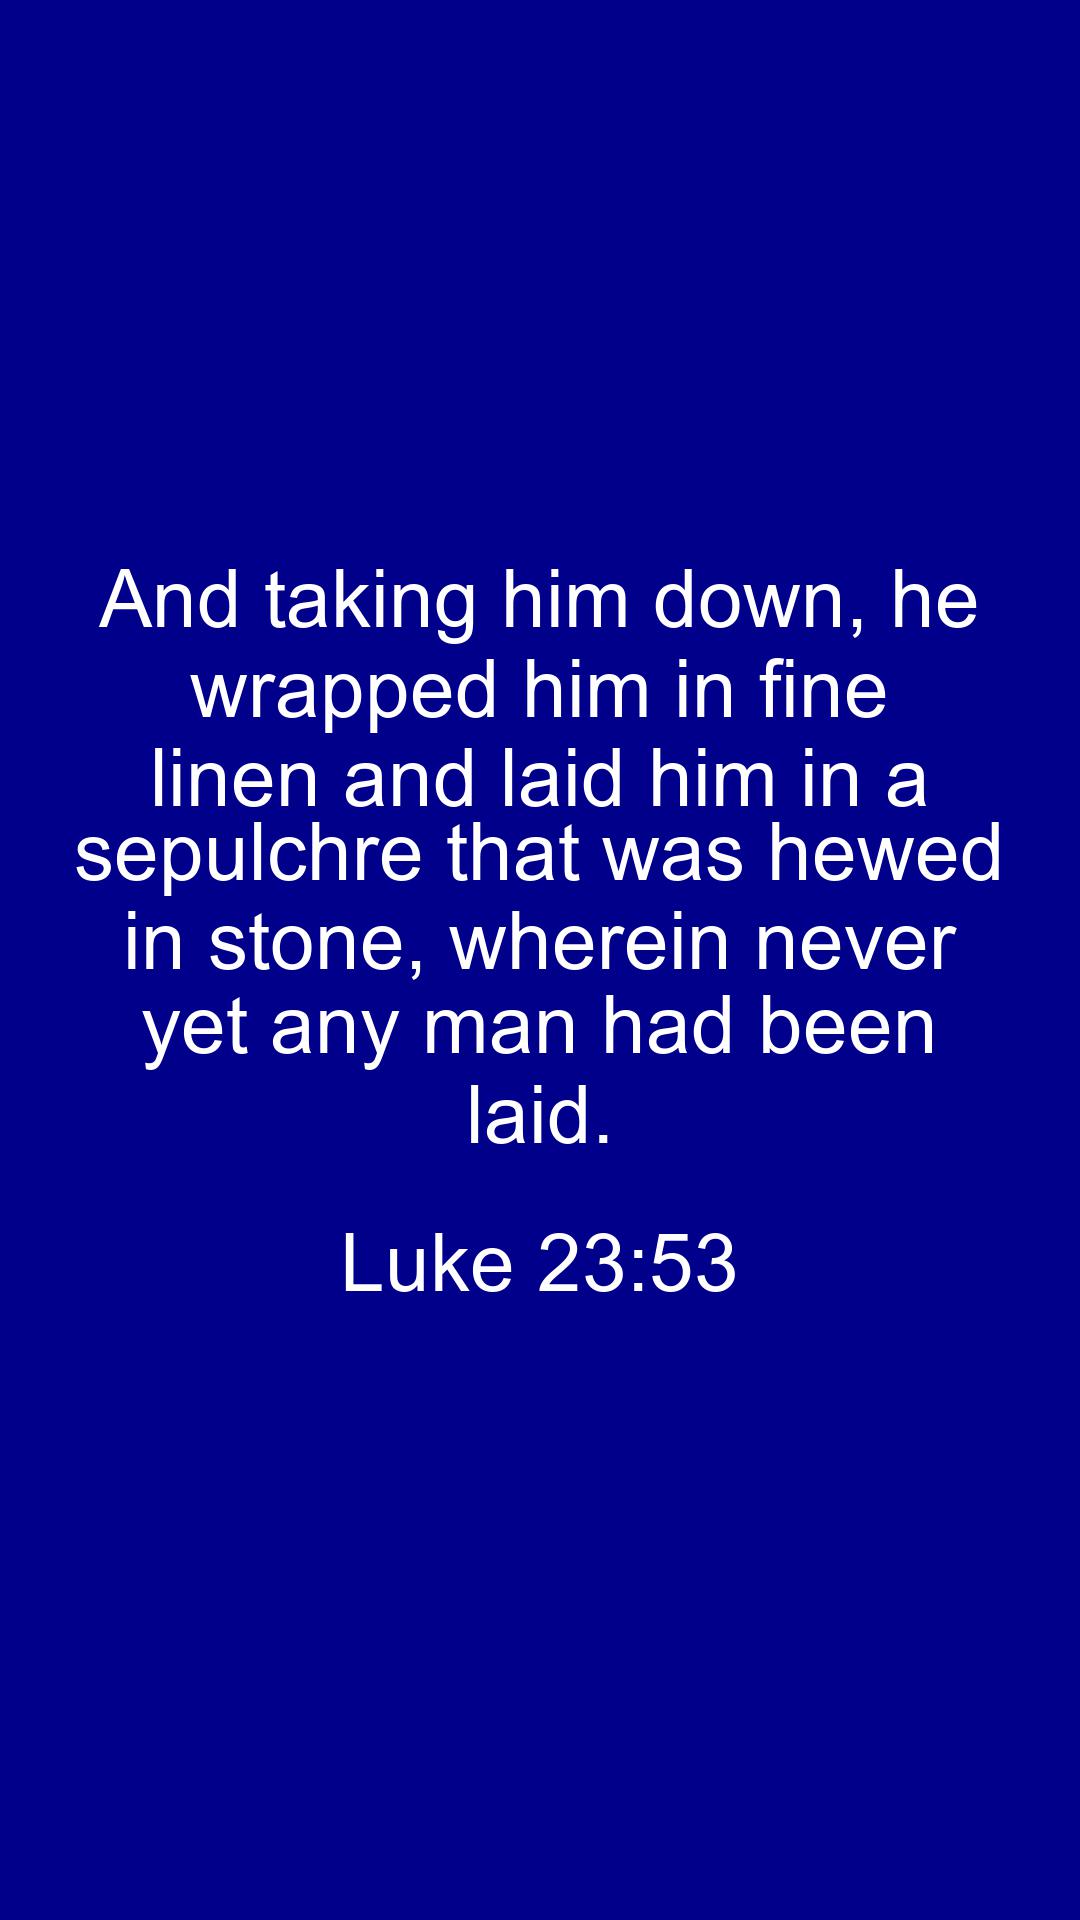 And taking him down, he
wrapped him in fine
linen and laid him in a
sepulchre that was hewed
in stone, wherein never
yet any man had been
laid.
Luke 23:53